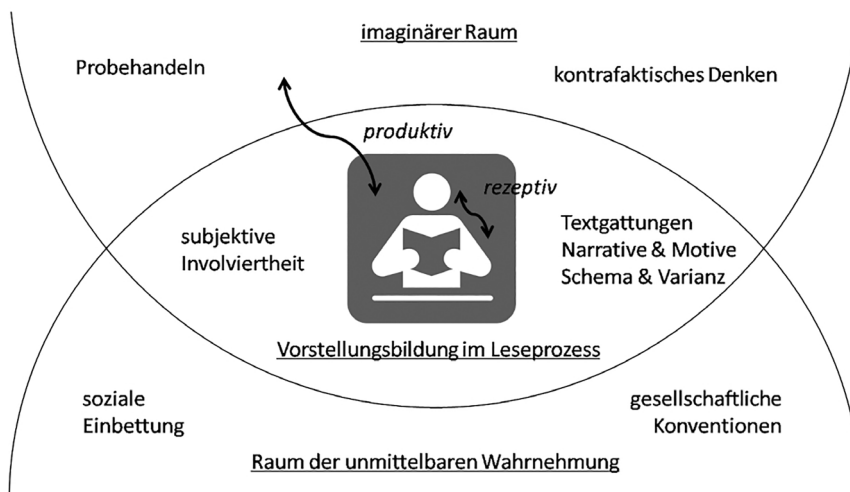 imaginärer Raum
Probehandeln
kontrafaktisches Denken
produktiv
rezeptiv
subjektive
Involviertheit
Textgattungen
Narrative & Motive
Schema & Varianz
Vorstellungsbildung im Leseprozess
soziale
Einbettung
gesellschaftliche
Konventionen
Raum der unmittelbaren Wahrnehmung